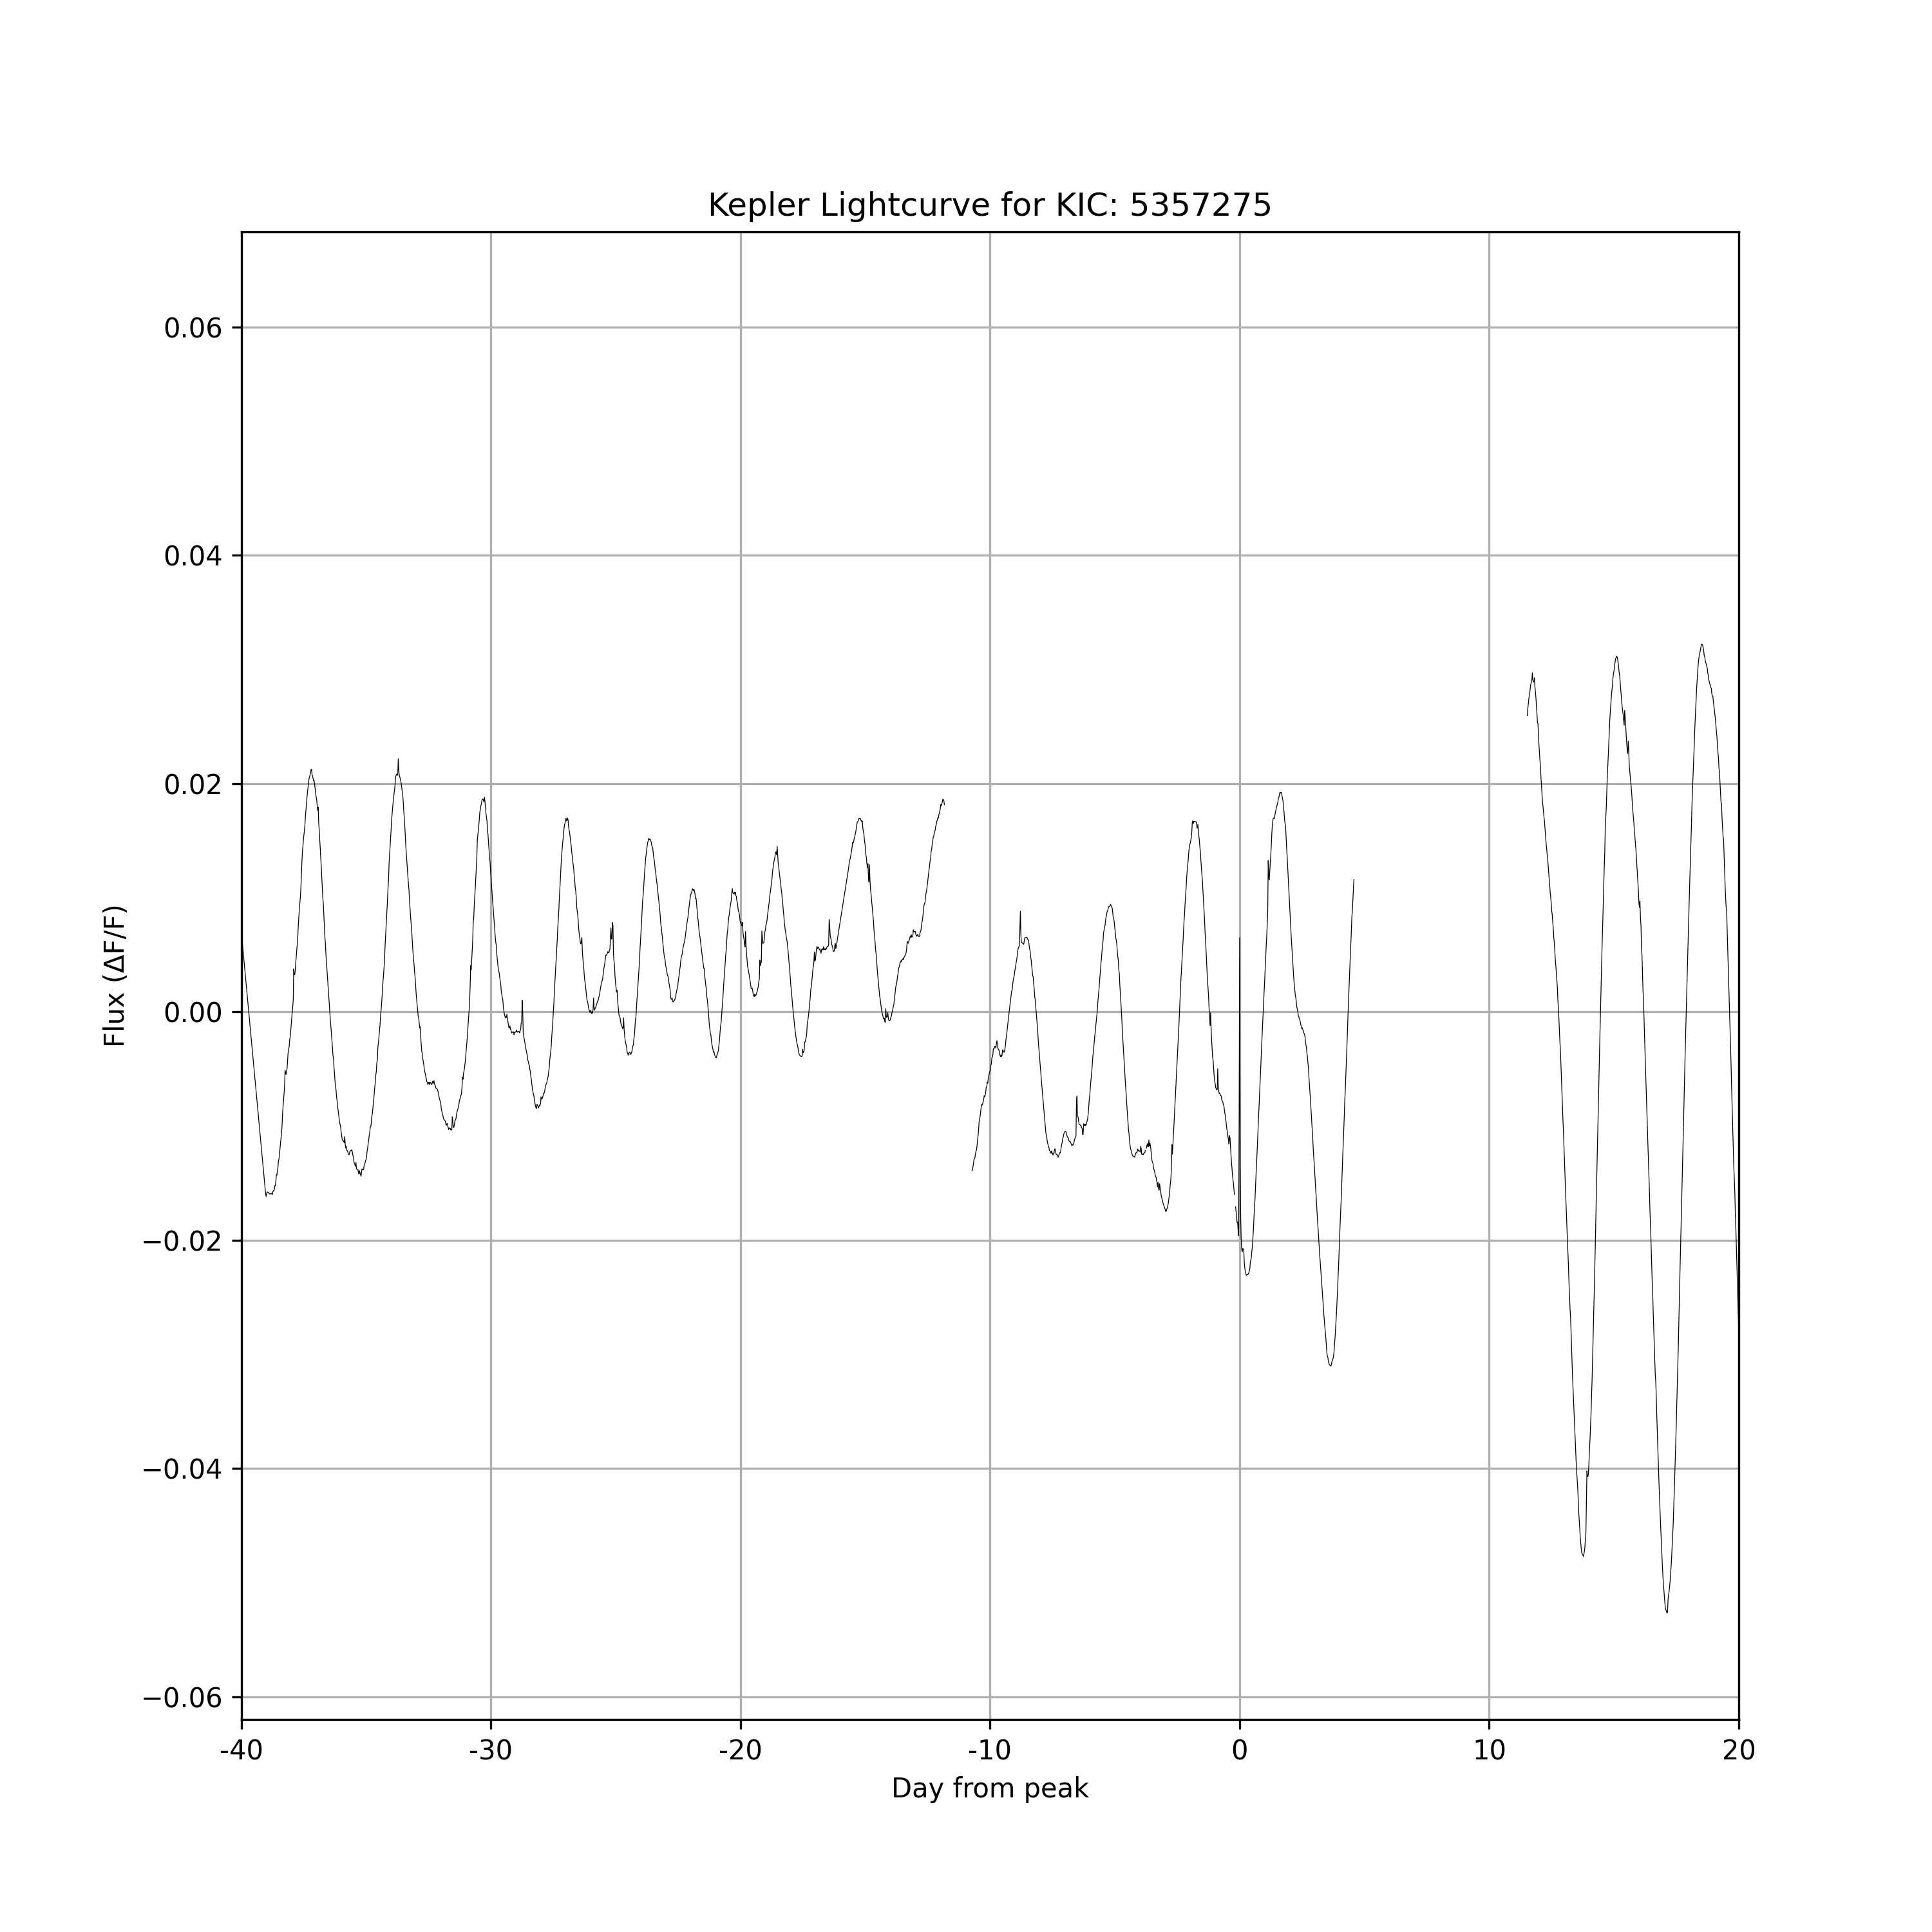 Kepler Lightcurve for KIC: 5357275
0.06
0.04
0.02
0.00
−0.02
−0.04
−0.06
Flux (ΔF/F)
-40 -30 -20 -10 0 10 20
Day from peak